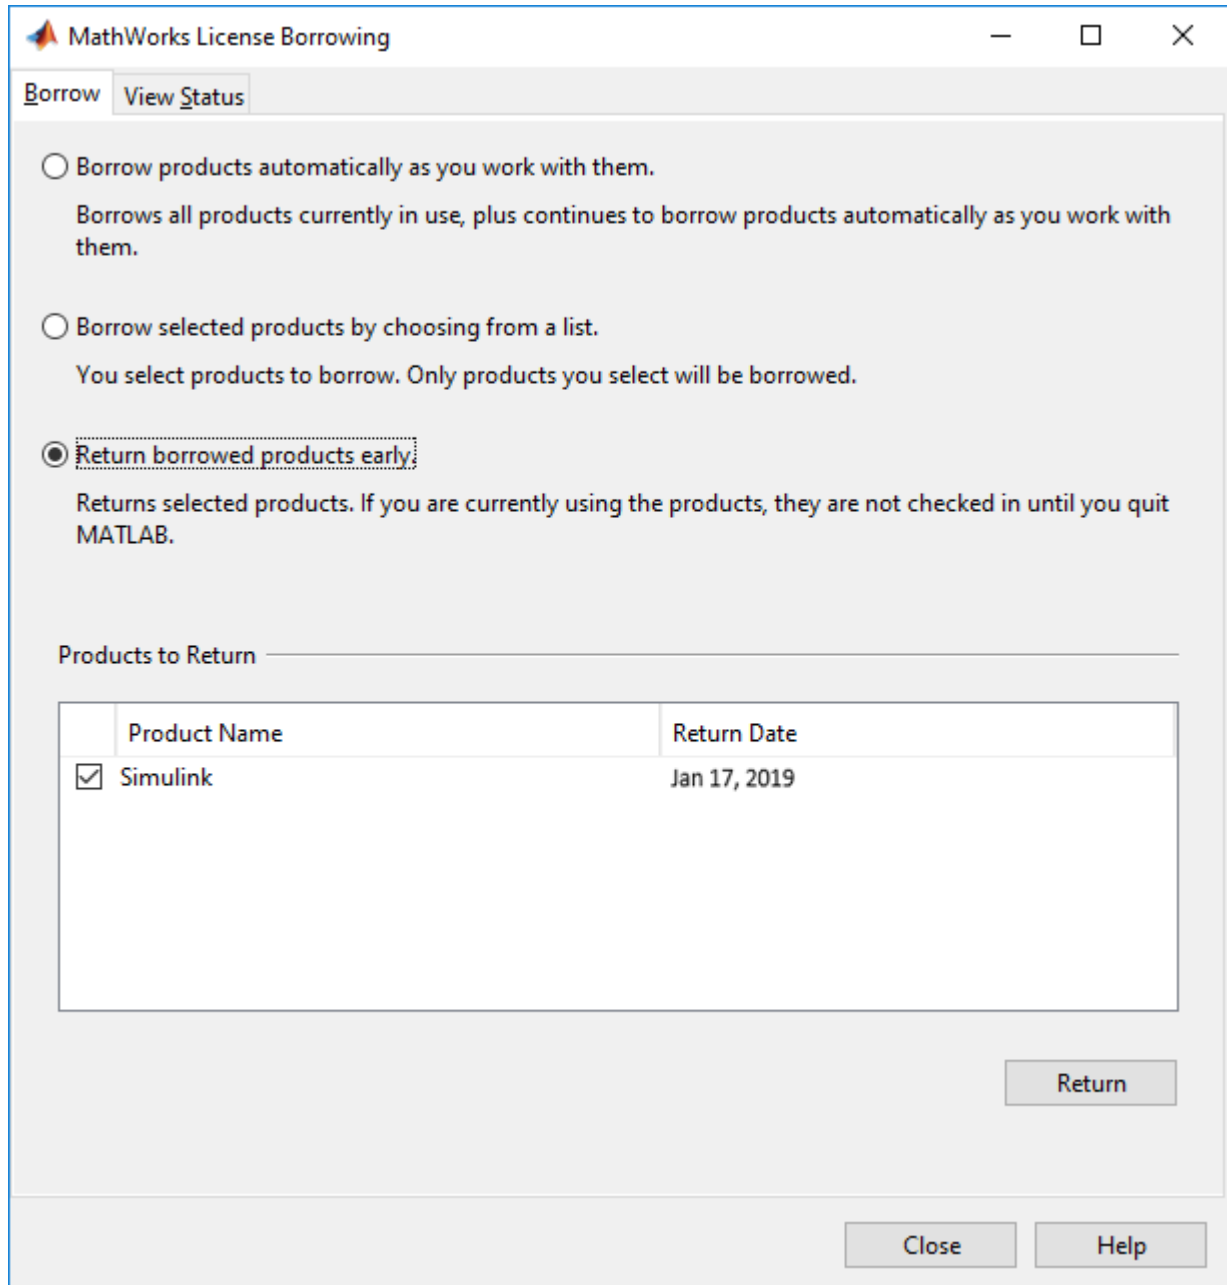 MathWorks License Borrowing
Borrow View Status
Borrow products automatically as you work with them.
Borrows all products currently in use, plus continues to borrow products automatically as you work with
them.
Borrow selected products by choosing from a list.
You select products to borrow. Only products you select will be borrowed.
Return borrowed products early.
Returns selected products. If you are currently using the products, they are not checked in until you quit
MATLAB.
Products to Return
Product Name Return Date
Simulink Jan 17, 2019
Return
Close Help